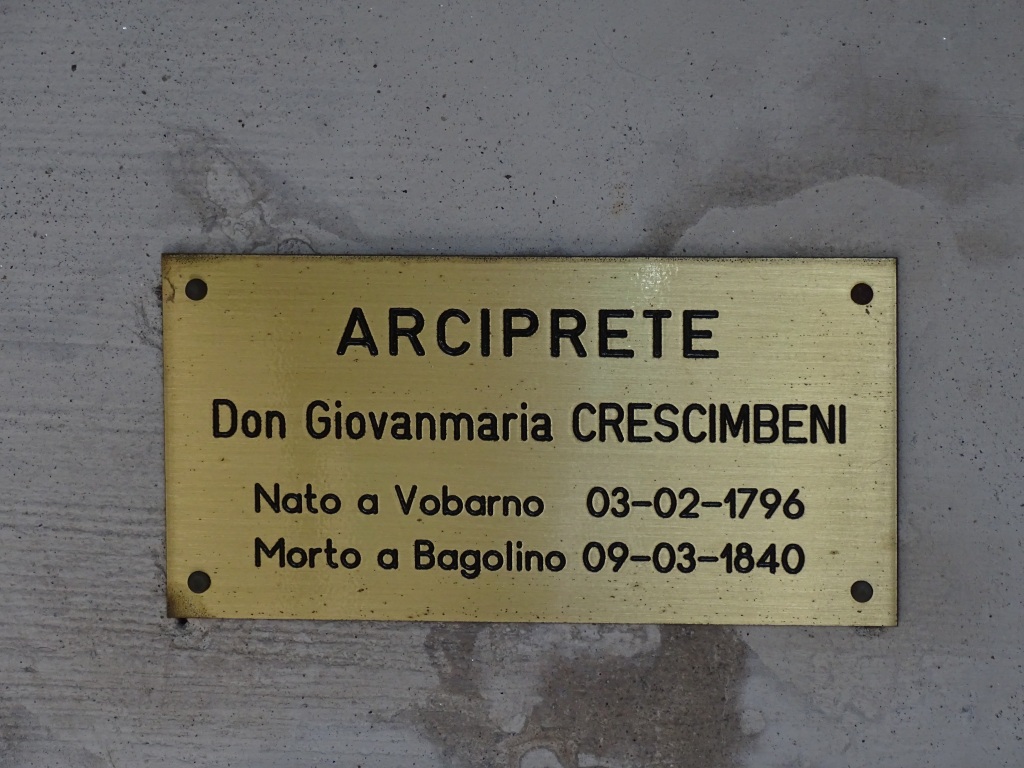 ARCIPRETE
Don Giovanmaria CRESCIMBENI
Nato a Vobarno 03-02-1796
Morto a Bagolino 09-03-1840